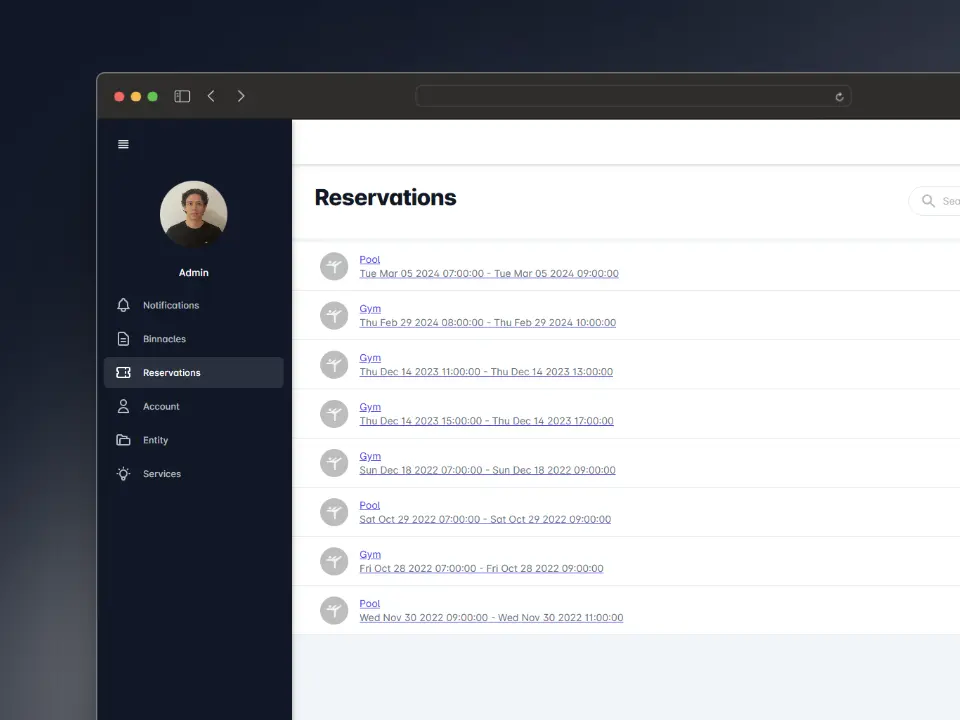 Admin
Notifications
Binnacles
Reservations
Account
Entity
Services
Reservations
Sea
Pool
Tue Mar 05 2024 07:00:00 - Tue Mar 05 2024 09:00:00
Gym
Thu Feb 29 2024 08:00:00 - Thu Feb 29 2024 10:00:00
Gym
Thu Dec 14 2023 11:00:00 - Thu Dec 14 2023 13:00:00
Gym
Thu Dec 14 2023 15:00:00 - Thu Dec 14 2023 17:00:00
Gym
Sun Dec 18 2022 07:00:00 - Sun Dec 18 2022 09:00:00
Pool
Sat Oct 29 2022 07:00:00 - Sat Oct 29 2022 09:00:00
Gym
Fri Oct 28 2022 07:00:00 - Fri Oct 28 2022 09:00:00
Pool
Wed Nov 30 2022 09:00:00 - Wed Nov 30 2022 11:00:00